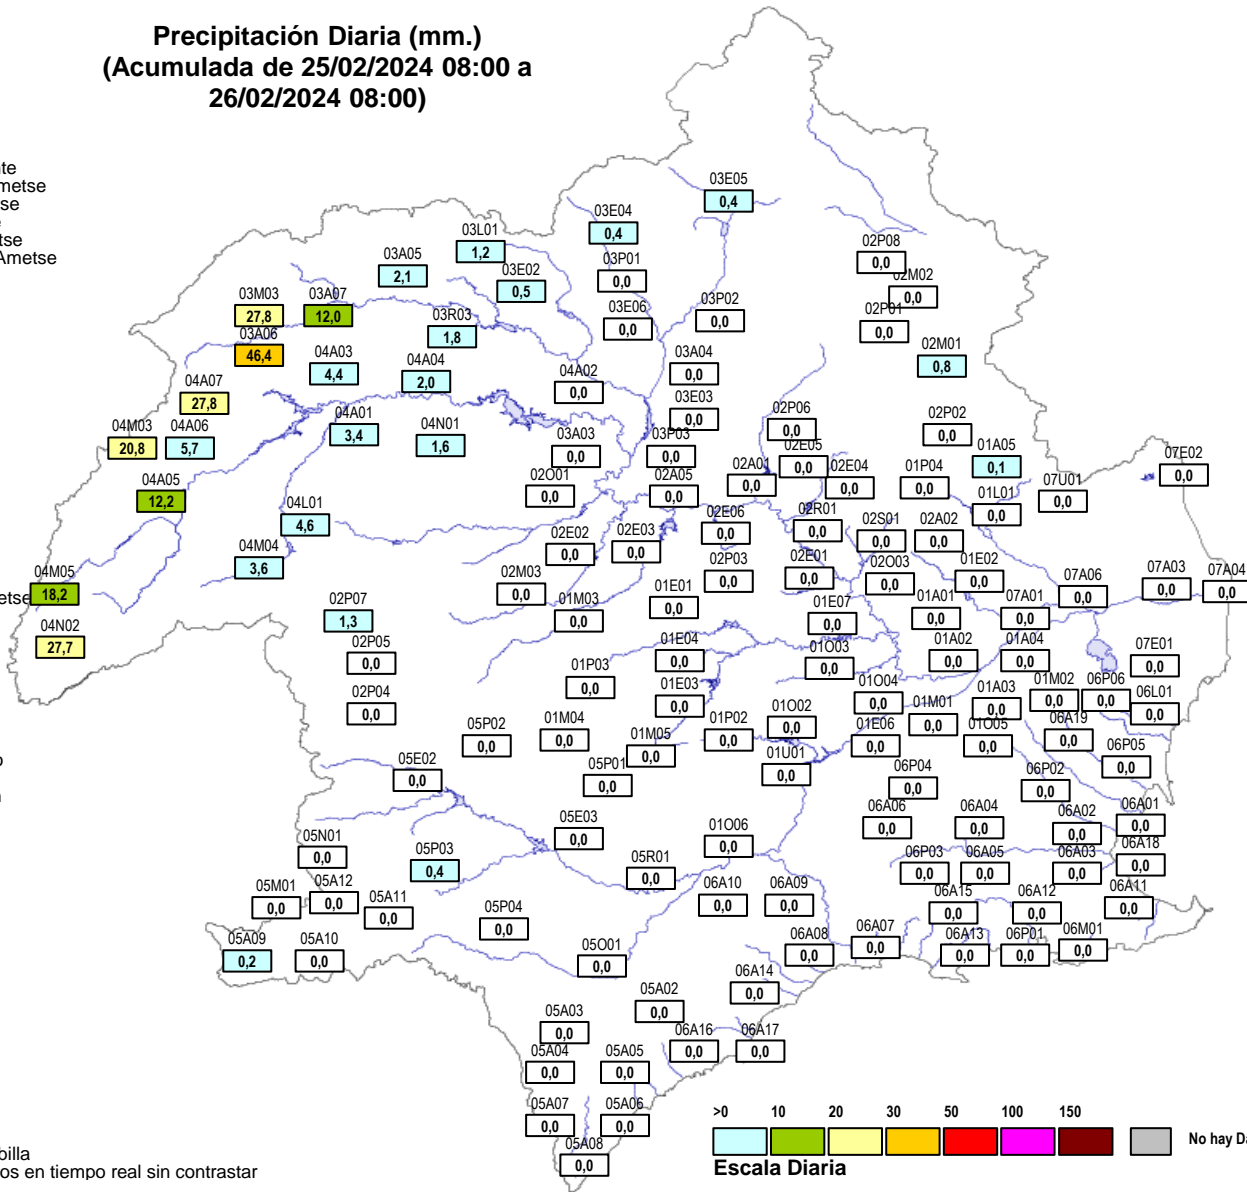 Precipitación Diaria (mm.)
(Acumulada de 25/02/2024 08:00 a
26/02/2024 08:00)
nte
metse
tse
e
tse
Ametse
03E05
0,4
03E04
0,4
03L01
1,2
03P01
0,0
02P08
0,0
03A05
2,1
03E02
0,5
02M02
0,0
03M03
27,8
03A07
12,0
03P02
0,0
03E06
0,0
02P01
0,0
03R03
1,8
03A06
46,4
03A04
0,0
02M01
0,8
04A03
4,4
04A04
2,0
04A02
0,0
04A07
27,8
03E03
0,0
04A01
3,4
02P06
0,0
02P02
0,0
04M03
20,8
04A06
5,7
04N01
1,6
03A03
0,0
03P03
0,0
02E05
0,0
01A05
0,1
07E02
0,0
02O01
0,0
02A05
0,0
02A01
0,0
02E04
0,0
01P04
0,0
07U01
0,0
04A05
12,2
01L01
0,0
04L01
4,6
02E06
0,0
02R01
0,0
02S01
0,0
02A02
0,0
02E02
0,0
02E03
0,0
04M04
3,6
02P03
0,0
02E01
0,0
02O03
0,0
01E02
0,0
04M05
18,2
etse
02M03
0,0
07A06
0,0
07A03
0,0
07A04
0,0
02P07
1,3
01M03
0,0
01E01
0,0
01E07
0,0
01A01
0,0
07A01
0,0
04N02
27,7
02P05
0,0
01E04
0,0
01O03
0,0
01A02
0,0
01A04
0,0
07E01
0,0
01P03
0,0
02P04
0,0
01E03
0,0
01O04
0,0
01A03
0,0
01M02
0,0
06P06
0,0
06L01
0,0
05P02
0,0
01M04
0,0
01P02
0,0
01O02
0,0
01M01
0,0
01M05
0,0
01E06
0,0
01O05
0,0
06A19
0,0
o
05E02
0,0
05P01
0,0
01U01
0,0
06P04
0,0
06P02
0,0
06P05
0,0
05E03
0,0
01O06
0,0
06A06
0,0
06A04
0,0
06A02
0,0
06A01
0,0
05N01
0,0
05P03
0,4
05R01
0,0
06P03
0,0
06A05
0,0
06A03
0,0
06A18
0,0
05M01
0,0
05A12
0,0
05A11
0,0
06A10
0,0
06A09
0,0
06A15
0,0
06A12
0,0
06A11
0,0
05P04
0,0
05A09
0,2
05A10
0,0
05O01
0,0
06A08
0,0
06A07
0,0
06A13
0,0
06P01
0,0
06M01
0,0
05A02
0,0
06A14
0,0
05A03
0,0
06A16
0,0
06A17
0,0
05A04
0,0
05A05
0,0
05A07
0,0
05A06
0,0
05A08
0,0
>0 10 20 30 50 100 150
No hay Da
Escala Diaria
billa
os en tiempo real sin contrastar